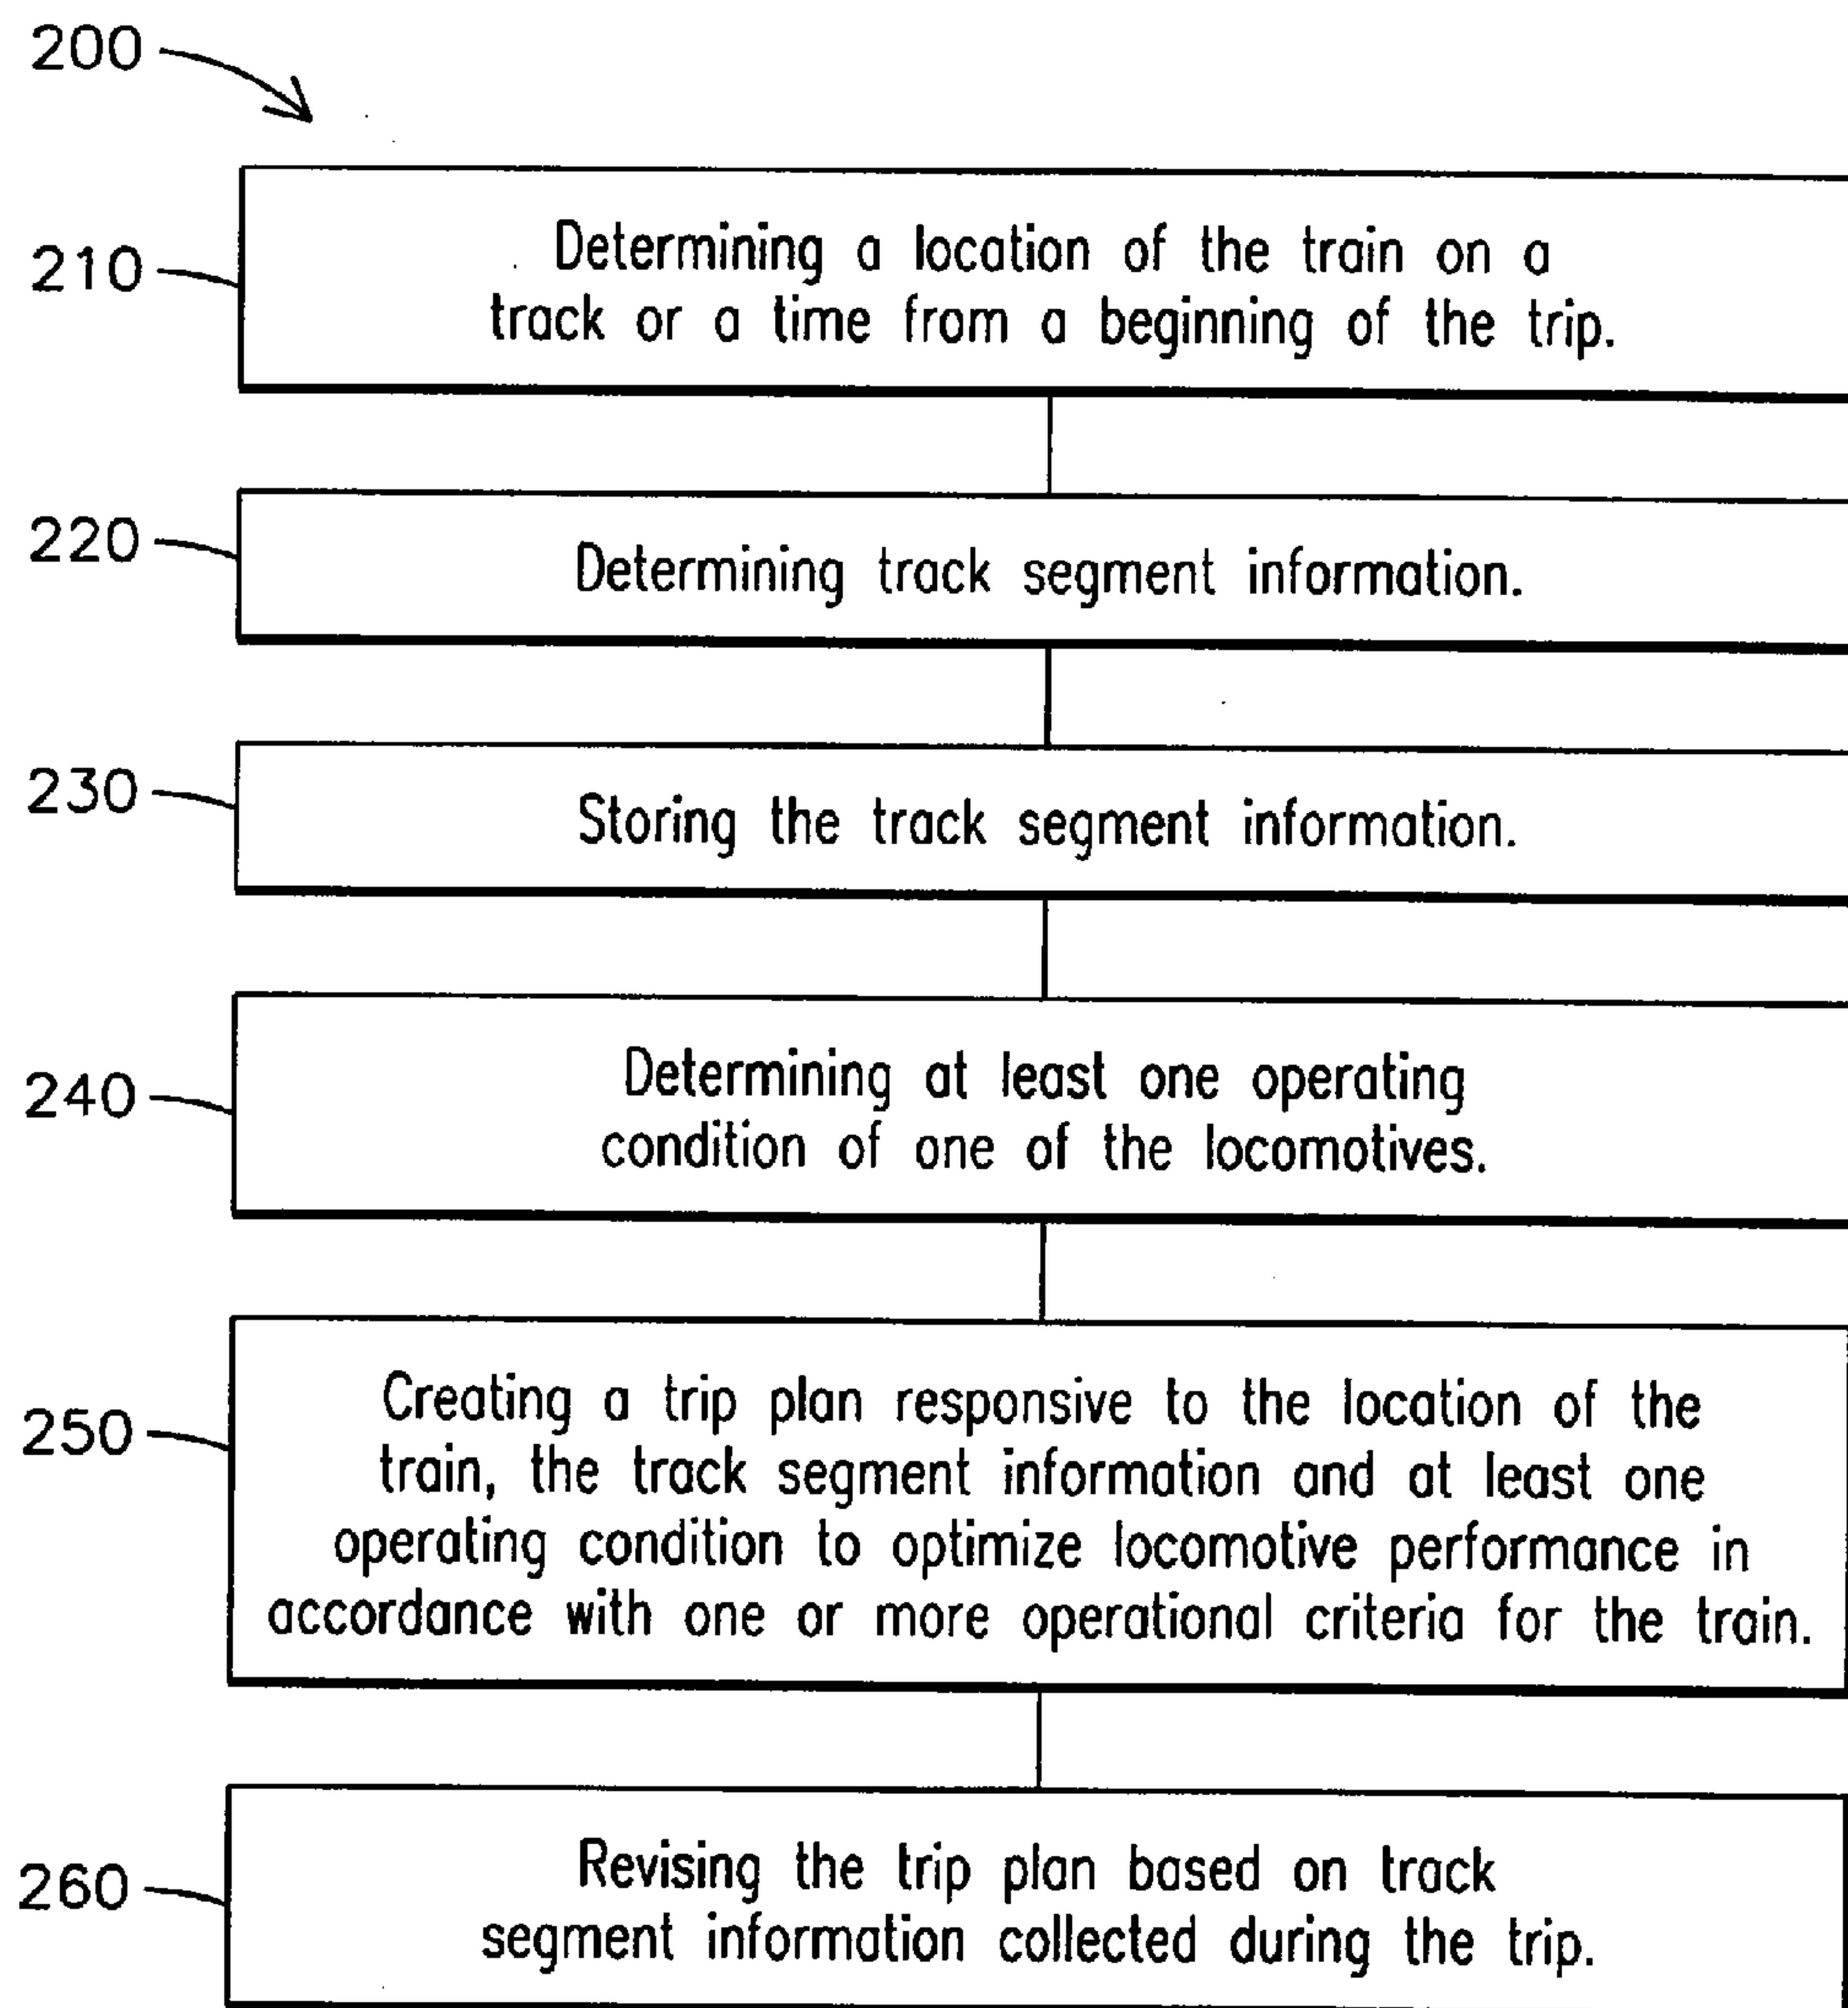 200
210
Determining a location of the train on a
track or a time from a beginning of the trip.
220
Determining track segment information.
230
Storing the track segment information.
240
Determining at least one operating
condition of one of the locomotives.
250
Creating a trip plan responsive to the location of the
train, the track segment information and at least one
operating condition to optimize locomotive performance in
accordance with one or more operational criteria for the train.
260
Revising the trip plan based on track
segment information collected during the trip.